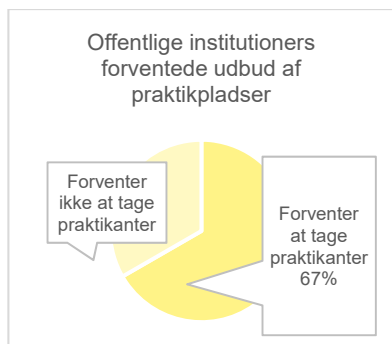 Offentlige institutioners
forventede udbud af
praktikpladser
Forventer
ikke at tage
praktikanter
Forventer
at tage
praktikanter
67%